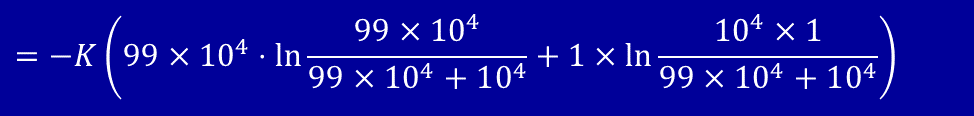 = −K(99 × 10⁴ · ln (99 × 10⁴)/(99 × 10⁴ + 10⁴) + 1 × ln (10⁴ × 1)/(99 × 10⁴ + 10⁴))